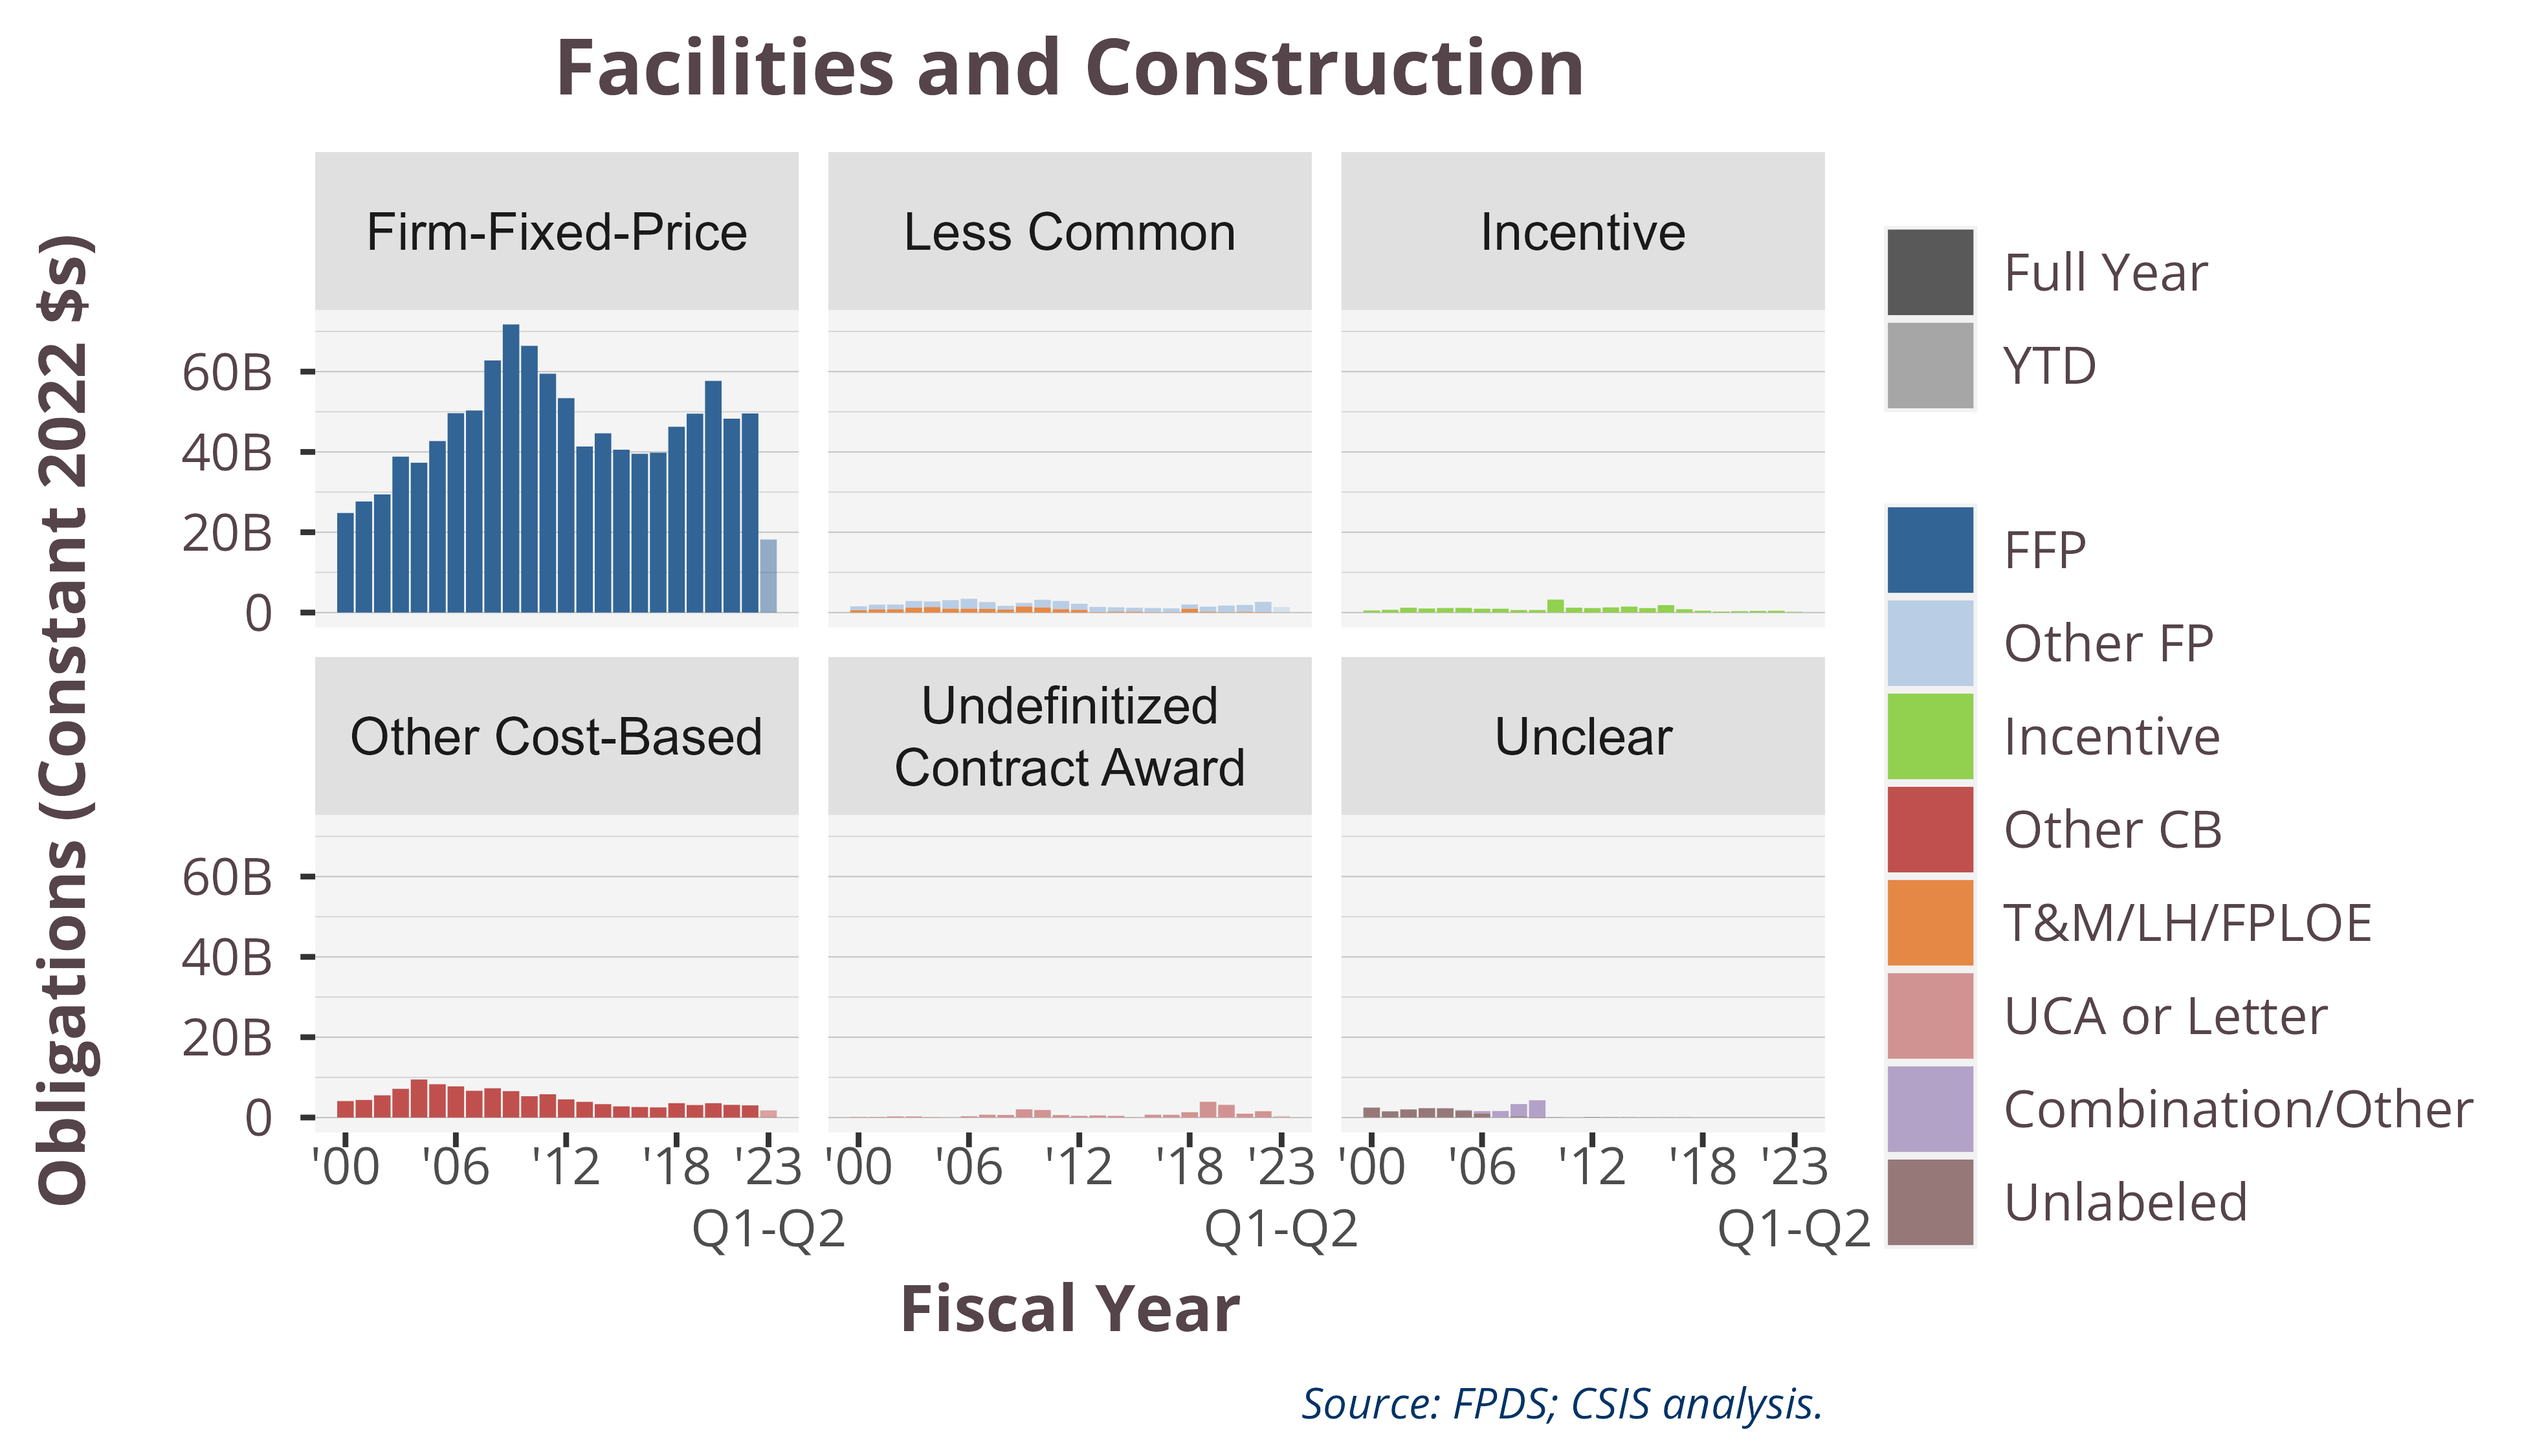 Facilities and Construction
Obligations (Constant 2022 $s)
Firm-Fixed-Price
Less Common
Incentive
60B
40B
20B
0
Other Cost-Based
Undefinitized
Contract Award
Unclear
60B
40B
20B
0
'00 '06 '12 '18 '23
Q1-Q2
'00 '06 '12 '18 '23
Q1-Q2
'00 '06 '12 '18 '23
Q1-Q2
Fiscal Year
Full Year
YTD
FFP
Other FP
Incentive
Other CB
T&M/LH/FPLOE
UCA or Letter
Combination/Other
Unlabeled
Source: FPDS; CSIS analysis.